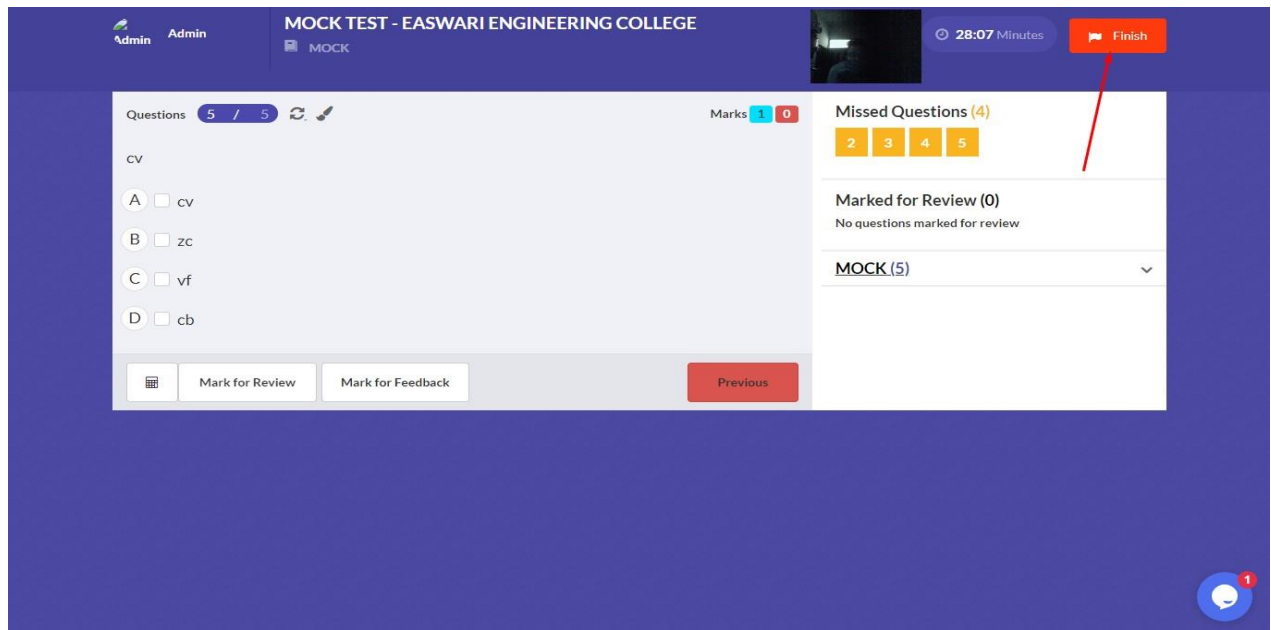 Admin
Admin
MOCK TEST - EASWARI ENGINEERING COLLEGE
MOCK
28:07 Minutes
Finish
Questions 5 / 5
Marks 1 0
cv
A cv
B zc
C vf
D cb
Mark for Review
Mark for Feedback
Previous
Missed Questions (4)
2 3 4 5
Marked for Review (0)
No questions marked for review
MOCK (5)
1